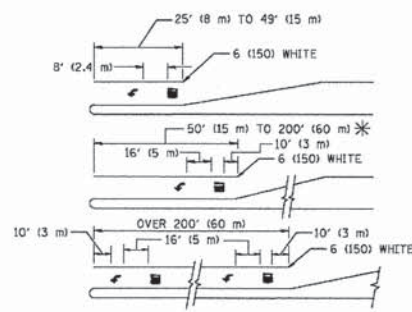 25' (8 m) TO 49' (15 m)
6 (150) WHITE
8' (2.4 m)
50' (15 m) TO 200' (60 m)
16' (5 m)
10' (3 m)
6 (150) WHITE
OVER 200' (60 m)
10' (3 m)
16' (5 m)
10' (3 m)
6 (150) WHITE